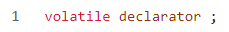 1 volatile declarator ;